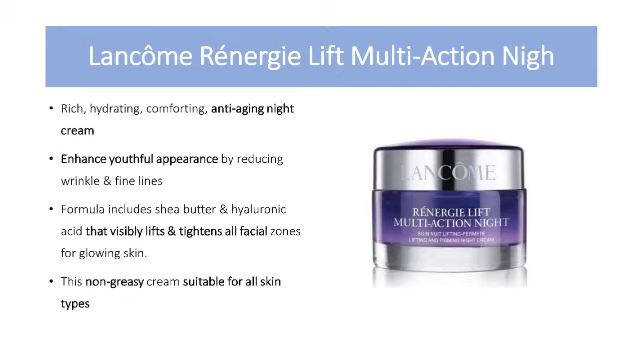 Lancôme Rénergie Lift Multi-Action Nigh
• Rich, hydrating, comforting, anti-aging night
cream
• Enhance youthful appearance by reducing
wrinkle & fine lines
• Formula includes shea butter & hyaluronic
acid that visibly lifts & tightens all facial zones
for glowing skin.
• This non-greasy cream suitable for all skin
types
LANCÔME
RÉNERGIE LIFT
MULTI-ACTION NIGHT
SOIN NUIT LIFTING-FERMETÉ
LIFTING AND FIRMING NIGHT CREAM